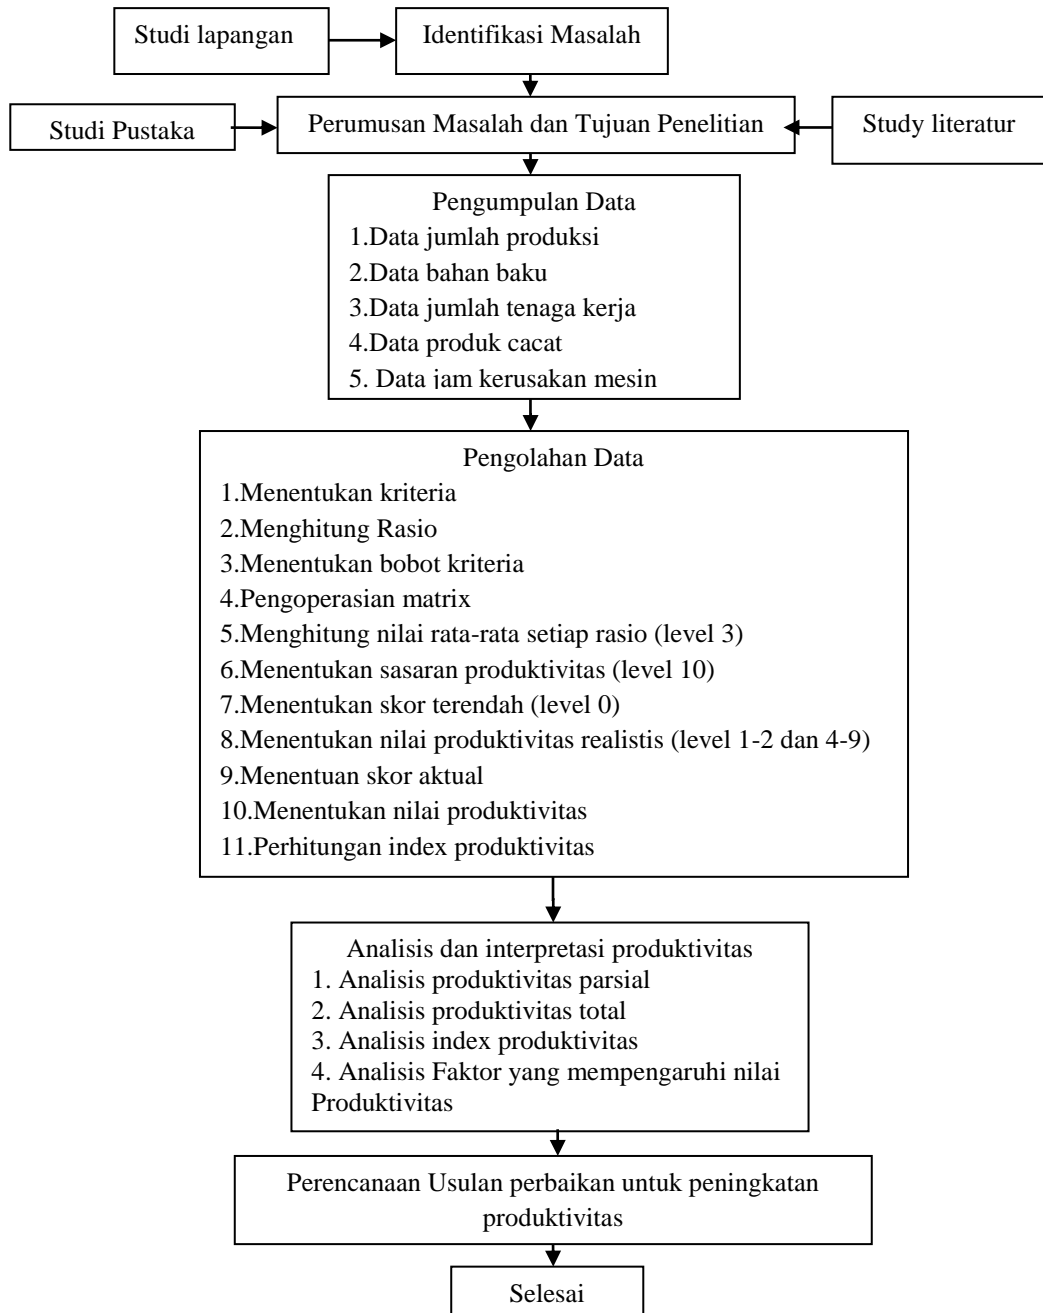 Studi lapangan
Identifikasi Masalah
Studi Pustaka
Perumusan Masalah dan Tujuan Penelitian
Study literatur
Pengumpulan Data
1.Data jumlah produksi
2.Data bahan baku
3.Data jumlah tenaga kerja
4.Data produk cacat
5. Data jam kerusakan mesin
Pengolahan Data
1.Menentukan kriteria
2.Menghitung Rasio
3.Menentukan bobot kriteria
4.Pengoperasian matrix
5.Menghitung nilai rata-rata setiap rasio (level 3)
6.Menentukan sasaran produktivitas (level 10)
7.Menentukan skor terendah (level 0)
8.Menentukan nilai produktivitas realistis (level 1-2 dan 4-9)
9.Menentuan skor aktual
10.Menentukan nilai produktivitas
11.Perhitungan index produktivitas
Analisis dan interpretasi produktivitas
1. Analisis produktivitas parsial
2. Analisis produktivitas total
3. Analisis index produktivitas
4. Analisis Faktor yang mempengaruhi nilai
Produktivitas
Perencanaan Usulan perbaikan untuk peningkatan
produktivitas
Selesai